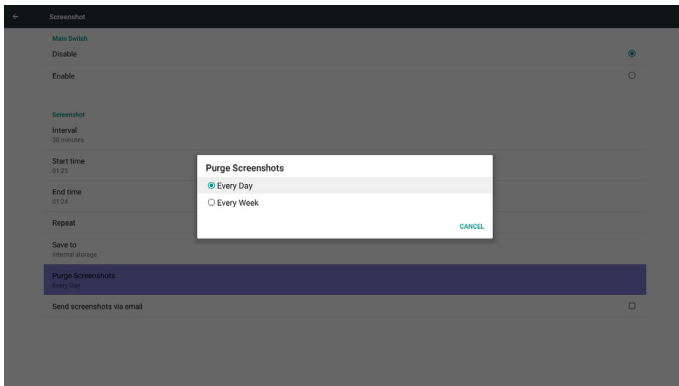 Screenshot
Main Switch
Disable
Enable
Screenshot
Interval
30 minutes
Start time
01:23
End time
01:24
Repeat
Save to
Internal storage
Purge Screenshots
Every Day
Send screenshots via email
Purge Screenshots
Every Day
Every Week
CANCEL